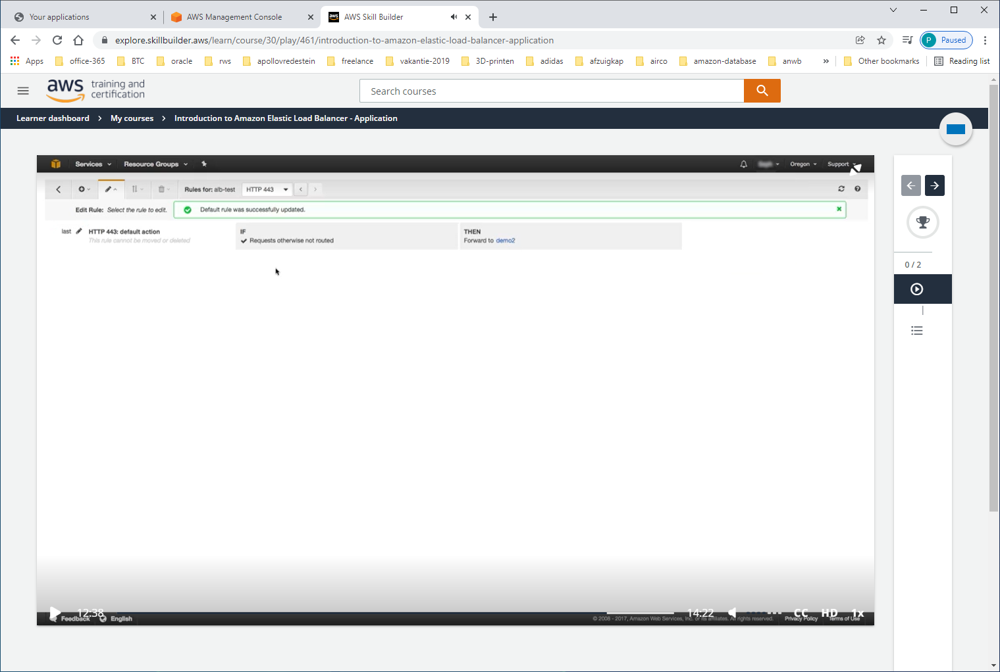 Your applications
AWS Management Console
aws AWS Skill Builder
explore.skillbuilder.aws/learn/course/30/play/461/introduction-to-amazon-elastic-load-balancer-application
P Paused
Apps office-365 BTC oracle rws apollovredestein freelance vakantie-2019 3D-printen adidas afzuigkap airco amazon-database anwb » Other bookmarks Reading list
aws training and
certification
Search courses
Learner dashboard > My courses > Introduction to Amazon Elastic Load Balancer - Application
Services Resource Groups Oregon Support
Rules for: alb-test HTTP 443
Edit Rule: Select the rule to edit. Default rule was successfully updated.
last HTTP 443: default action
This rule cannot be moved or deleted
IF
Requests otherwise not routed
THEN
Forward to demo2
0 / 2
12:38 14:22 CC HD 1x
Feedback English © 2008 - 2017, Amazon Web Services, Inc. or its affiliates. All rights reserved. Privacy Policy Terms of Use